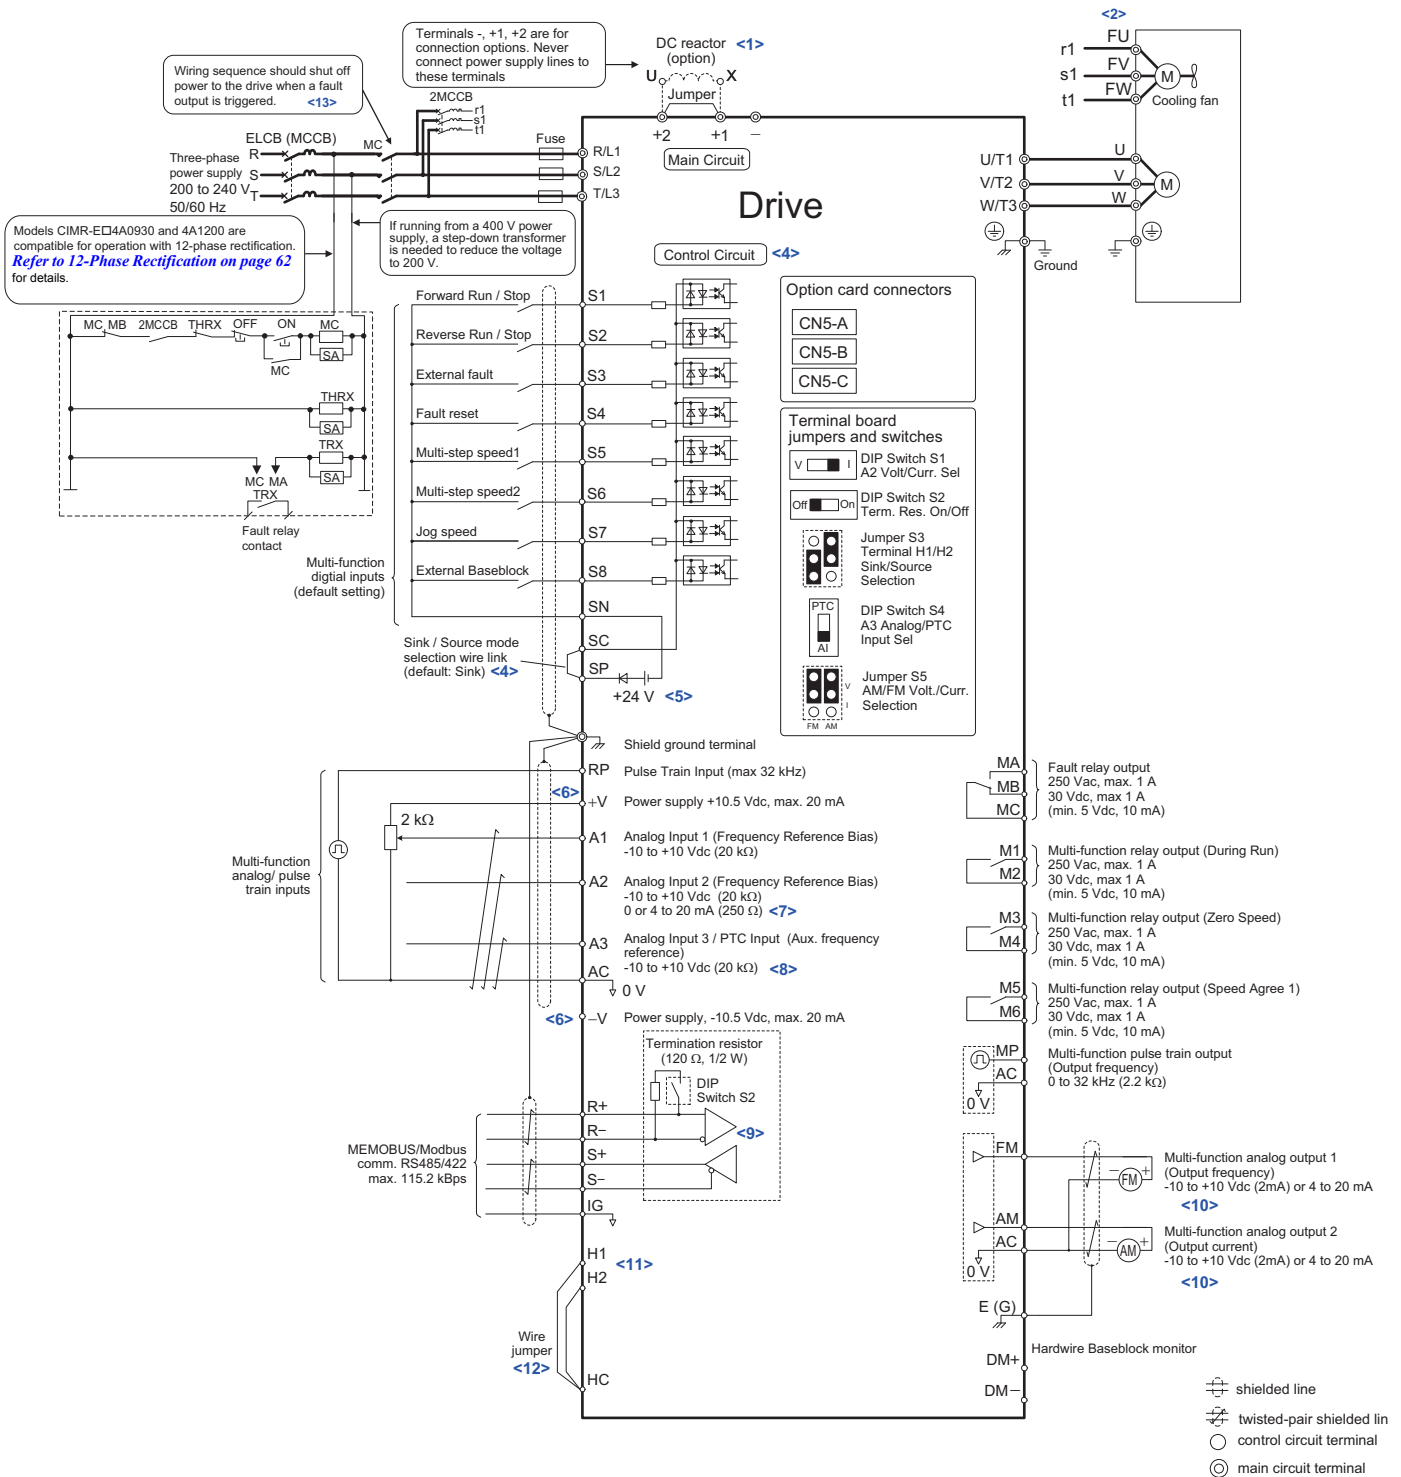 <2>
Terminals -, +1, +2 are for
connection options. Never
connect power supply lines to
these terminals
DC reactor <1>
(option)
U X
Jumper
+2 +1 −
Main Circuit
FU
FV
FW
r1
s1
t1
M
Cooling fan
Wiring sequence should shut off
power to the drive when a fault
output is triggered. <13>
2MCCB
r1
s1
t1
ELCB (MCCB)
MC
Fuse
Three-phase
power supply
200 to 240 V
50/60 Hz
R
S
T
R/L1
S/L2
T/L3
Drive
U/T1
V/T2
W/T3
U
V
W
M
Ground
Models CIMR-E□4A0930 and 4A1200 are
compatible for operation with 12-phase rectification.
Refer to 12-Phase Rectification on page 62
for details.
If running from a 400 V power
supply, a step-down transformer
is needed to reduce the voltage
to 200 V.
Control Circuit <4>
MC MB 2MCCB THRX OFF ON MC
SA
MC
THRX
SA
TRX
SA
MC MA
TRX
Fault relay
contact
Multi-function
digtial inputs
(default setting)
Forward Run / Stop S1
Reverse Run / Stop S2
External fault S3
Fault reset S4
Multi-step speed1 S5
Multi-step speed2 S6
Jog speed S7
External Baseblock S8
SN
SC
SP
Sink / Source mode
selection wire link
(default: Sink) <4>
+24 V <5>
Option card connectors
CN5-A
CN5-B
CN5-C
Terminal board
jumpers and switches
V I
DIP Switch S1
A2 Volt/Curr. Sel
Off On
DIP Switch S2
Term. Res. On/Off
Jumper S3
Terminal H1/H2
Sink/Source
Selection
PTC
AI
DIP Switch S4
A3 Analog/PTC
Input Sel
V
I
FM AM
Jumper S5
AM/FM Volt./Curr.
Selection
Shield ground terminal
Multi-function
analog/ pulse
train inputs
2 kΩ
RP Pulse Train Input (max 32 kHz)
<6>
+V Power supply +10.5 Vdc, max. 20 mA
A1 Analog Input 1 (Frequency Reference Bias)
-10 to +10 Vdc (20 kΩ)
A2 Analog Input 2 (Frequency Reference Bias)
-10 to +10 Vdc (20 kΩ)
0 or 4 to 20 mA (250 Ω) <7>
A3 Analog Input 3 / PTC Input (Aux. frequency
reference)
-10 to +10 Vdc (20 kΩ) <8>
AC
0 V
<6> −V Power supply, -10.5 Vdc, max. 20 mA
Termination resistor
(120 Ω, 1/2 W)
DIP
Switch S2
<9>
MEMOBUS/Modbus
comm. RS485/422
max. 115.2 kBps
R+
R−
S+
S−
IG
H1
H2
<11>
Wire
jumper
<12>
HC
MA
MB
MC
Fault relay output
250 Vac, max. 1 A
30 Vdc, max 1 A
(min. 5 Vdc, 10 mA)
M1
M2
Multi-function relay output (During Run)
250 Vac, max. 1 A
30 Vdc, max 1 A
(min. 5 Vdc, 10 mA)
M3
M4
Multi-function relay output (Zero Speed)
250 Vac, max. 1 A
30 Vdc, max 1 A
(min. 5 Vdc, 10 mA)
M5
M6
Multi-function relay output (Speed Agree 1)
250 Vac, max. 1 A
30 Vdc, max 1 A
(min. 5 Vdc, 10 mA)
MP
AC
0 V
Multi-function pulse train output
(Output frequency)
0 to 32 kHz (2.2 kΩ)
FM
− FM +
Multi-function analog output 1
(Output frequency)
-10 to +10 Vdc (2mA) or 4 to 20 mA
<10>
AM
AC
0 V
− AM +
Multi-function analog output 2
(Output current)
-10 to +10 Vdc (2mA) or 4 to 20 mA
<10>
E (G)
Hardwire Baseblock monitor
DM+
DM−
shielded line
twisted-pair shielded lin
control circuit terminal
main circuit terminal